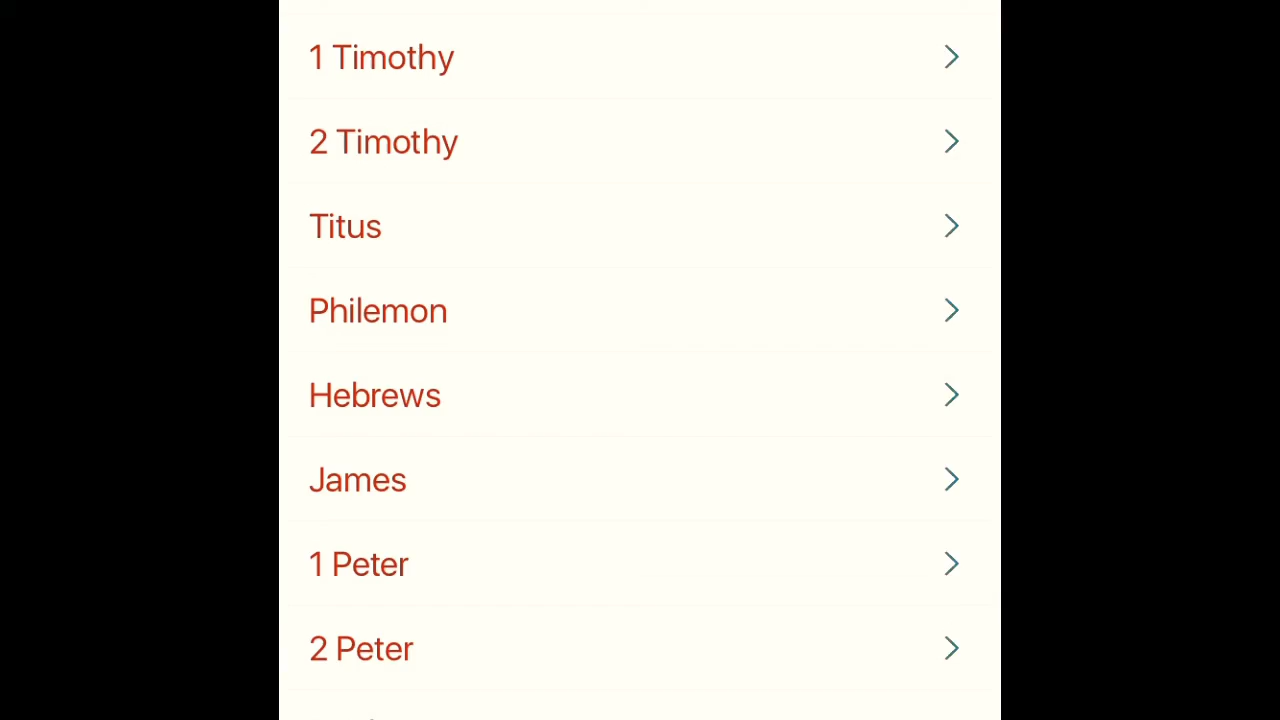 1 Timothy
2 Timothy
Titus
Philemon
Hebrews
James
1 Peter
2 Peter